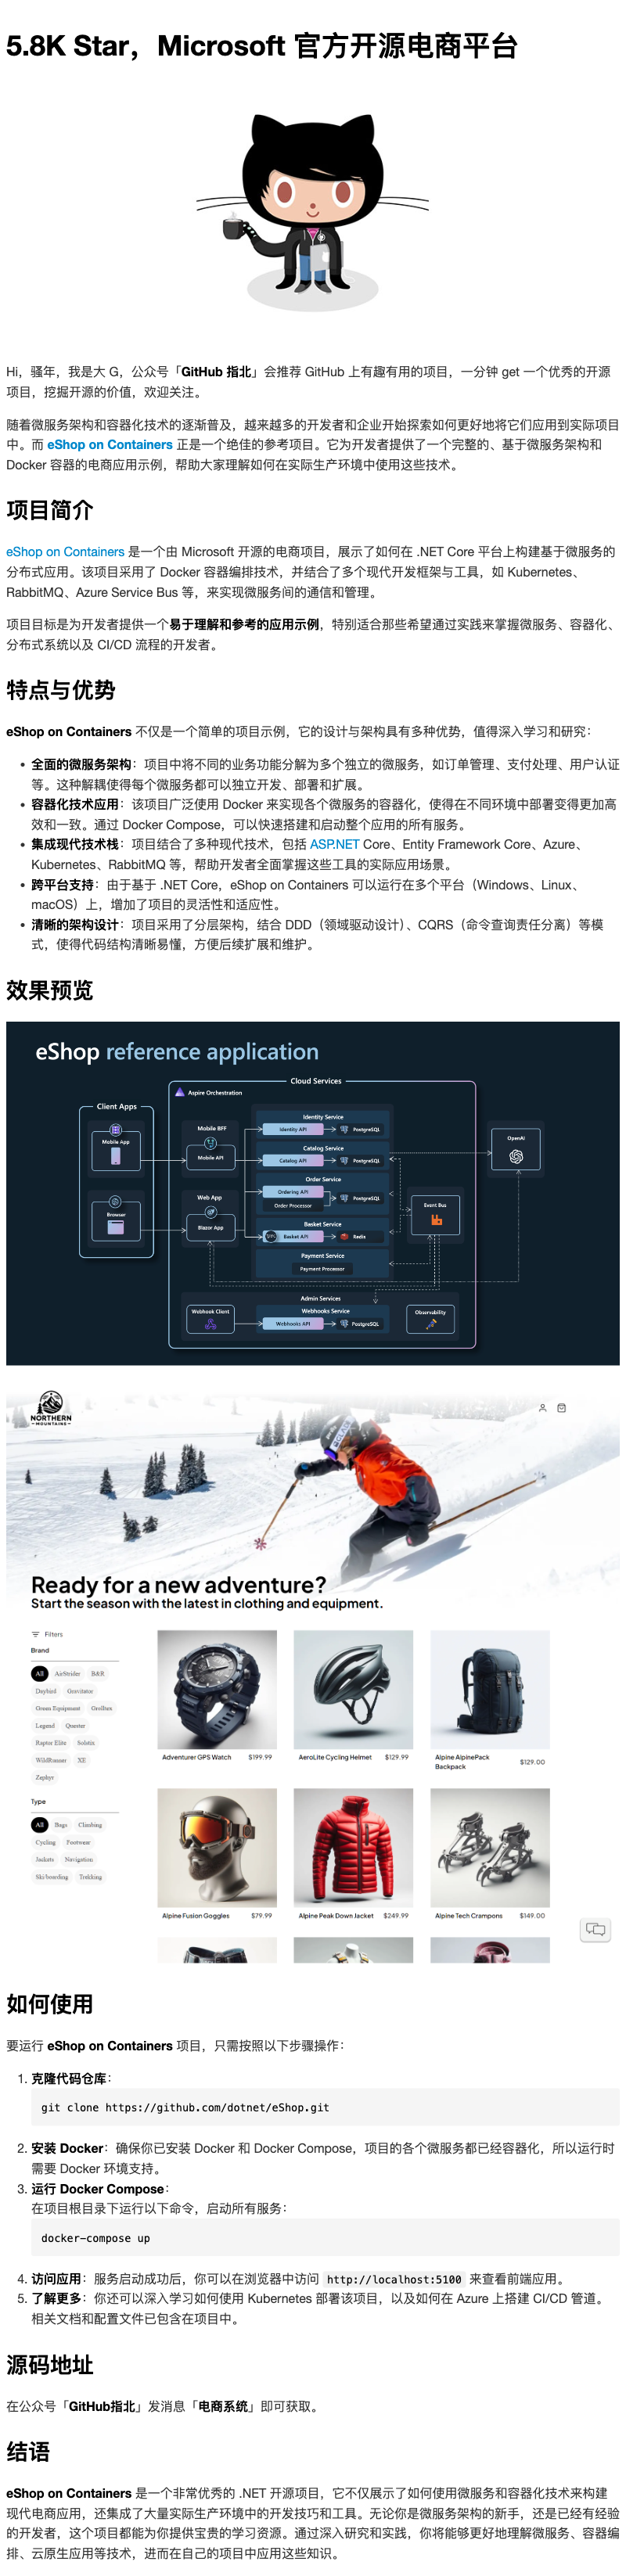 5.8K Star，Microsoft 官方开源电商平台
Hi，骚年，我是大 G，公众号「GitHub 指北」会推荐 GitHub 上有趣有用的项目，一分钟 get 一个优秀的开源
项目，挖掘开源的价值，欢迎关注。
随着微服务架构和容器化技术的逐渐普及，越来越多的开发者和企业开始探索如何更好地将它们应用到实际项目
中。而 eShop on Containers 正是一个绝佳的参考项目。它为开发者提供了一个完整的、基于微服务架构和
Docker 容器的电商应用示例，帮助大家理解如何在实际生产环境中使用这些技术。
项目简介
eShop on Containers 是一个由 Microsoft 开源的电商项目，展示了如何在 .NET Core 平台上构建基于微服务的
分布式应用。该项目采用了 Docker 容器编排技术，并结合了多个现代开发框架与工具，如 Kubernetes、
RabbitMQ、Azure Service Bus 等，来实现微服务间的通信和管理。
项目目标是为开发者提供一个易于理解和参考的应用示例，特别适合那些希望通过实践来掌握微服务、容器化、
分布式系统以及 CI/CD 流程的开发者。
特点与优势
eShop on Containers 不仅是一个简单的项目示例，它的设计与架构具有多种优势，值得深入学习和研究：
• 全面的微服务架构：项目中将不同的业务功能分解为多个独立的微服务，如订单管理、支付处理、用户认证
等。这种解耦使得每个微服务都可以独立开发、部署和扩展。
• 容器化技术应用：该项目广泛使用 Docker 来实现各个微服务的容器化，使得在不同环境中部署变得更加高
效和一致。通过 Docker Compose，可以快速搭建和启动整个应用的所有服务。
• 集成现代技术栈：项目结合了多种现代技术，包括 ASP.NET Core、Entity Framework Core、Azure、
Kubernetes、RabbitMQ 等，帮助开发者全面掌握这些工具的实际应用场景。
• 跨平台支持：由于基于 .NET Core，eShop on Containers 可以运行在多个平台（Windows、Linux、
macOS）上，增加了项目的灵活性和适应性。
• 清晰的架构设计：项目采用了分层架构，结合 DDD（领域驱动设计）、CQRS（命令查询责任分离）等模
式，使得代码结构清晰易懂，方便后续扩展和维护。
效果预览
eShop reference application
Cloud Services
Client Apps
Aspire Orchestration
Identity Service
Mobile App
Mobile BFF
Mobile API
Identity API
PostgreSQL
OpenAI
Catalog Service
Catalog API
PostgreSQL
Order Service
Browser
Web App
Blazor App
Ordering API
PostgreSQL
Order Processor
Event Bus
Basket Service
Basket API
Redis
Payment Service
Payment Processor
Admin Services
Webhook Client
Webhooks Service
Webhooks API
PostgreSQL
Observability
NORTHERN
MOUNTAINS
Ready for a new adventure?
Start the season with the latest in clothing and equipment.
Filters
Brand
All AirStrider B&R
Daybird Gravitator
Green Equipment Grolltex
Legend Quester
Raptor Elite Solstix
WildRunner XE
Zephyr
Type
All Bags Climbing
Cycling Footwear
Jackets Navigation
Ski/boarding Trekking
Adventurer GPS Watch $199.99
AeroLite Cycling Helmet $129.99
Alpine AlpinePack
Backpack $129.00
Alpine Fusion Goggles $79.99
Alpine Peak Down Jacket $249.99
Alpine Tech Crampons $149.00
如何使用
要运行 eShop on Containers 项目，只需按照以下步骤操作：
1. 克隆代码仓库：
git clone https://github.com/dotnet/eShop.git
2. 安装 Docker：确保你已安装 Docker 和 Docker Compose，项目的各个微服务都已经容器化，所以运行时
需要 Docker 环境支持。
3. 运行 Docker Compose：
在项目根目录下运行以下命令，启动所有服务：
docker-compose up
4. 访问应用：服务启动成功后，你可以在浏览器中访问 http://localhost:5100 来查看前端应用。
5. 了解更多：你还可以深入学习如何使用 Kubernetes 部署该项目，以及如何在 Azure 上搭建 CI/CD 管道。
相关文档和配置文件已包含在项目中。
源码地址
在公众号「GitHub指北」发消息「电商系统」即可获取。
结语
eShop on Containers 是一个非常优秀的 .NET 开源项目，它不仅展示了如何使用微服务和容器化技术来构建
现代电商应用，还集成了大量实际生产环境中的开发技巧和工具。无论你是微服务架构的新手，还是已经有经验
的开发者，这个项目都能为你提供宝贵的学习资源。通过深入研究和实践，你将能够更好地理解微服务、容器编
排、云原生应用等技术，进而在自己的项目中应用这些知识。